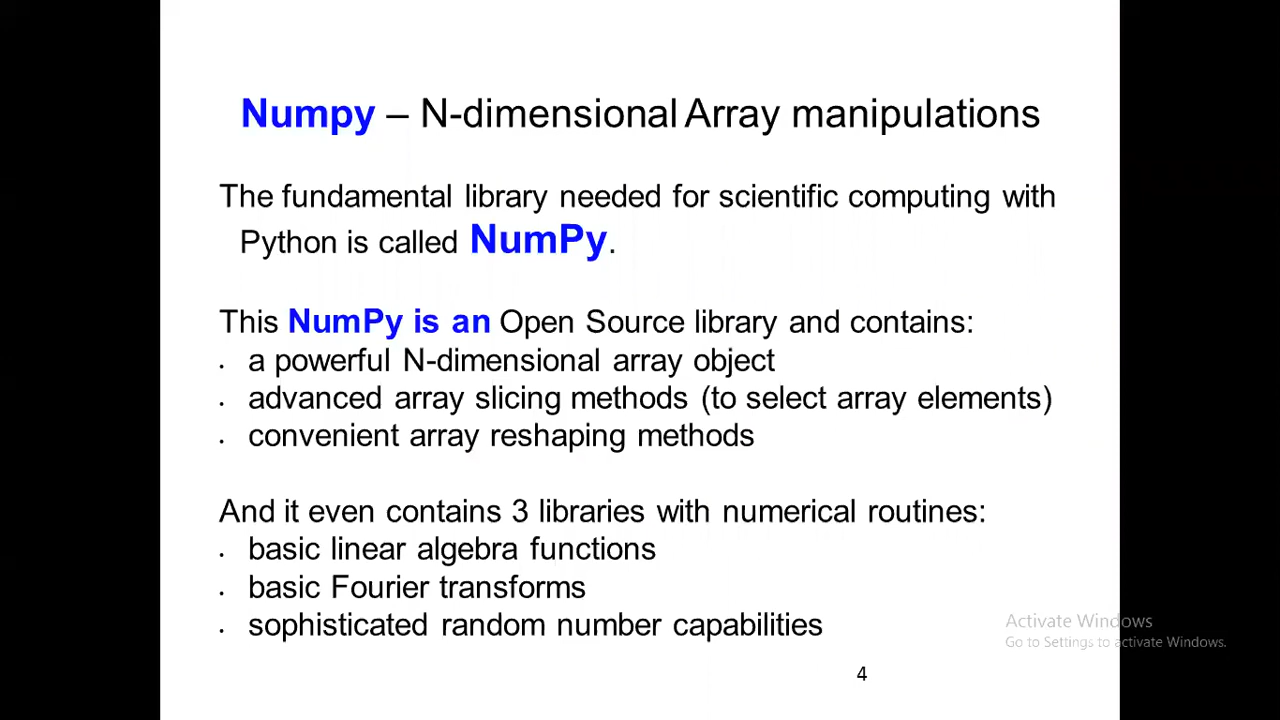 Numpy – N-dimensional Array manipulations
The fundamental library needed for scientific computing with
Python is called NumPy.
This NumPy is an Open Source library and contains:
• a powerful N-dimensional array object
• advanced array slicing methods (to select array elements)
• convenient array reshaping methods
And it even contains 3 libraries with numerical routines:
• basic linear algebra functions
• basic Fourier transforms
• sophisticated random number capabilities
Activate Windows
Go to Settings to activate Windows.
4